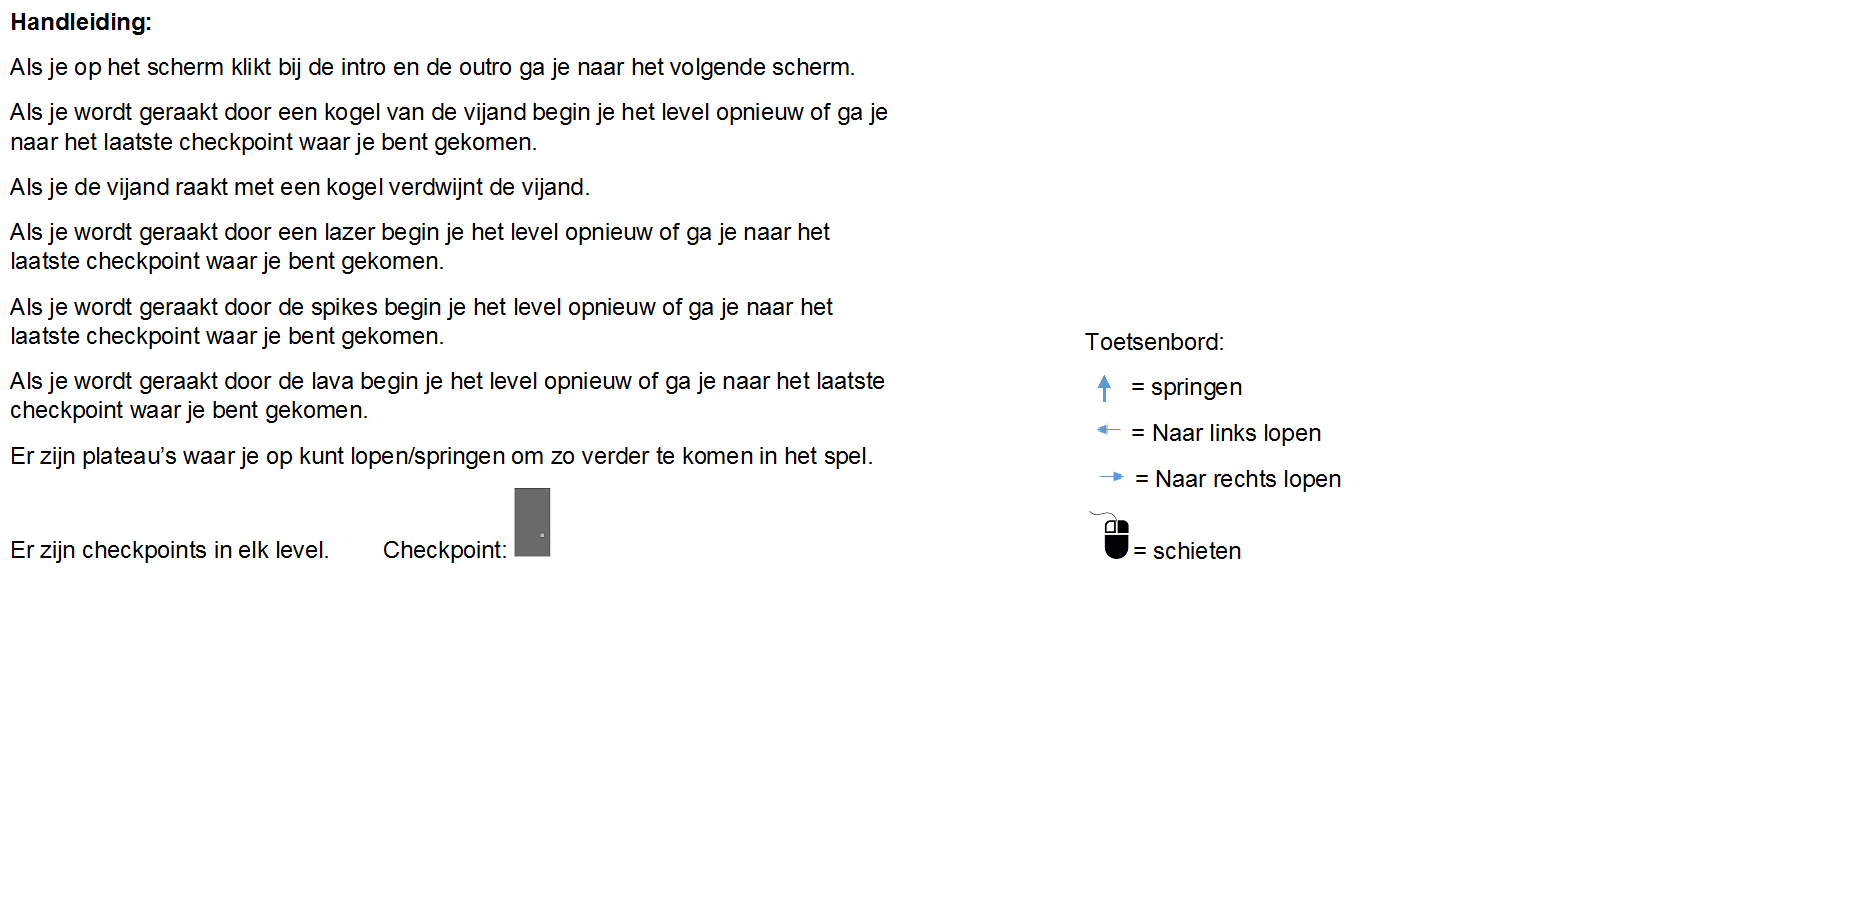 Handleiding:
Als je op het scherm klikt bij de intro en de outro ga je naar het volgende scherm.
Als je wordt geraakt door een kogel van de vijand begin je het level opnieuw of ga je
naar het laatste checkpoint waar je bent gekomen.
Als je de vijand raakt met een kogel verdwijnt de vijand.
Als je wordt geraakt door een lazer begin je het level opnieuw of ga je naar het
laatste checkpoint waar je bent gekomen.
Als je wordt geraakt door de spikes begin je het level opnieuw of ga je naar het
laatste checkpoint waar je bent gekomen.
Als je wordt geraakt door de lava begin je het level opnieuw of ga je naar het laatste
checkpoint waar je bent gekomen.
Er zijn plateau’s waar je op kunt lopen/springen om zo verder te komen in het spel.
Er zijn checkpoints in elk level. Checkpoint:
Toetsenbord:
= springen
= Naar links lopen
= Naar rechts lopen
= schieten